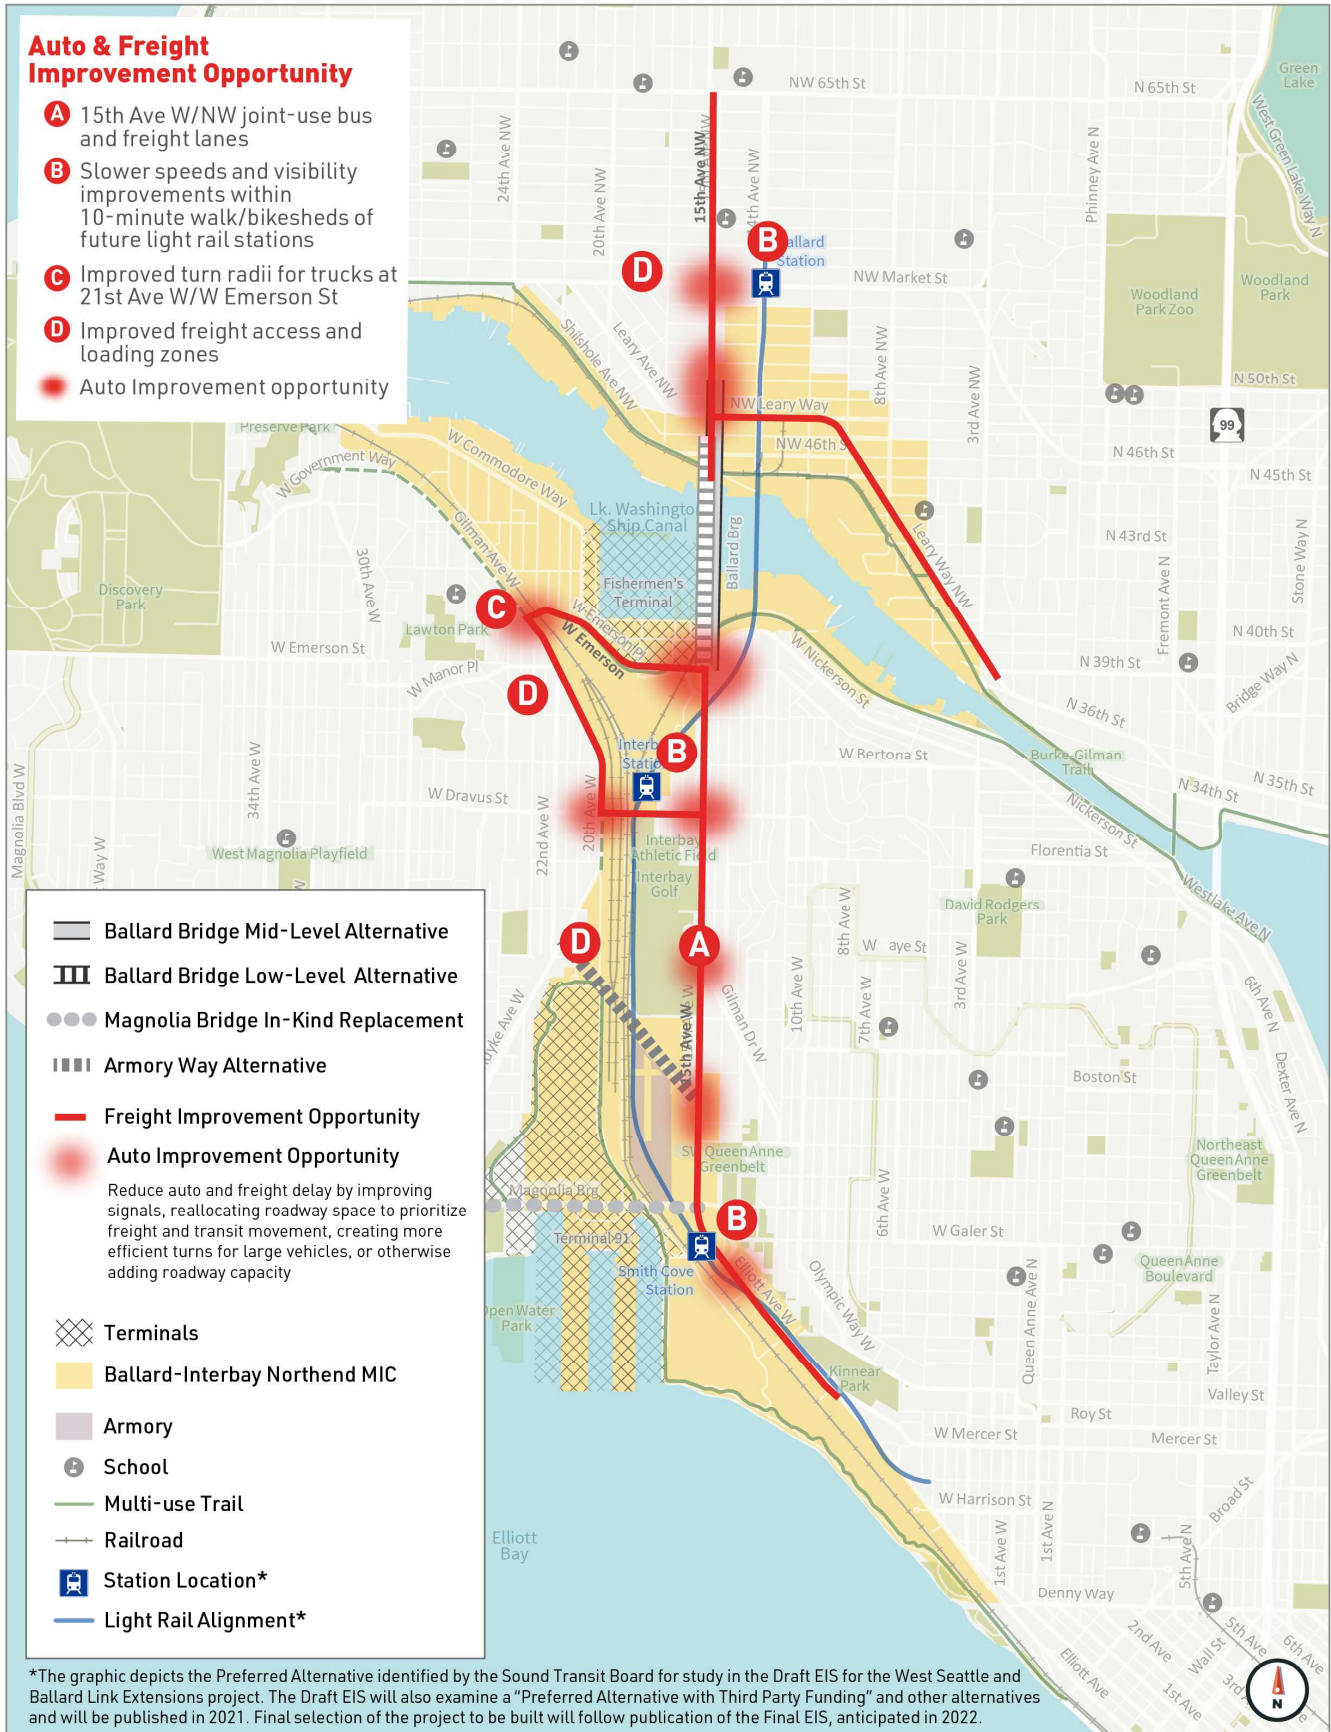 Auto & Freight
Improvement Opportunity
A 15th Ave W/NW joint-use bus
and freight lanes
B Slower speeds and visibility
improvements within
10-minute walk/bikesheds of
future light rail stations
C Improved turn radii for trucks at
21st Ave W/W Emerson St
D Improved freight access and
loading zones
Auto Improvement opportunity
Green
Lake
NW 65th St
N 65th St
West Green Lake Way N
24th Ave NW
20th Ave NW
15th Ave NW
14th Ave NW
Phinney Ave N
B
allard
Station
D
NW Market St
Woodland
Park Zoo
Woodland
Park
Shilshole Ave NW
Leary Ave NW
8th Ave NW
3rd Ave NW
N 50th St
NW Leary Way
99
Preserve Park
W Government Way
W Commodore Way
NW 46th S
N 46th St
N 45th St
Lk. Washingto
Ship Canal
Ballard Brg
Gilman Ave W
N 43rd St
Leary Way NW
Stone Way N
Fremont Ave N
30th Ave W
Discovery
Park
Fishermen's
Terminal
C
Lawton Park
W Emerson Pl
W Emerson
W Emerson St
W Manor Pl
W Nickerson St
N 40th St
N 39th St
Bridge Way N
D
N 36th St
Interb
Statio
B
W Bertona St
Burke-Gilman
Trail
N 34th St
N 35th St
Magnolia Blvd W
34th Ave W
W Dravus St
22nd Ave W
20th Ave W
Nickerson St
Way W
West Magnolia Playfield
W
Interbay
Athletic Field
Interbay
Golf
Florentia St
Westlake Ave N
David Rodgers
Park
D
A
8th Ave W
W aye St
3rd Ave W
10th Ave W
7th Ave W
Gilman Dr W
6th Ave N
Dexter Ave N
5th Ave W
dyke Ave W
Boston St
SW Queen Anne
Greenbelt
Northeast
Queen Anne
Greenbelt
6th Ave W
Magnolia Brg
Terminal 91
B
W Galer St
Smith Cove
Station
Elliott Ave W
Olympic Way W
Queen Anne
Boulevard
Queen Anne Ave N
Taylor Ave N
pen Water
Park
Kinnear
Park
Valley St
Roy St
W Mercer St
Mercer St
W Harrison St
Broad St
1st Ave W
1st Ave N
5th Ave N
Elliott
Bay
Denny Way
2nd Ave
Wall St
5th Ave
6th Ave
Elliott Ave
1st Ave
3rd
e
N
Ballard Bridge Mid-Level Alternative
Ballard Bridge Low-Level Alternative
Magnolia Bridge In-Kind Replacement
Armory Way Alternative
Freight Improvement Opportunity
Auto Improvement Opportunity
Reduce auto and freight delay by improving
signals, reallocating roadway space to prioritize
freight and transit movement, creating more
efficient turns for large vehicles, or otherwise
adding roadway capacity
Terminals
Ballard-Interbay Northend MIC
Armory
School
Multi-use Trail
Railroad
Station Location*
Light Rail Alignment*
*The graphic depicts the Preferred Alternative identified by the Sound Transit Board for study in the Draft EIS for the West Seattle and
Ballard Link Extensions project. The Draft EIS will also examine a “Preferred Alternative with Third Party Funding” and other alternatives
and will be published in 2021. Final selection of the project to be built will follow publication of the Final EIS, anticipated in 2022.